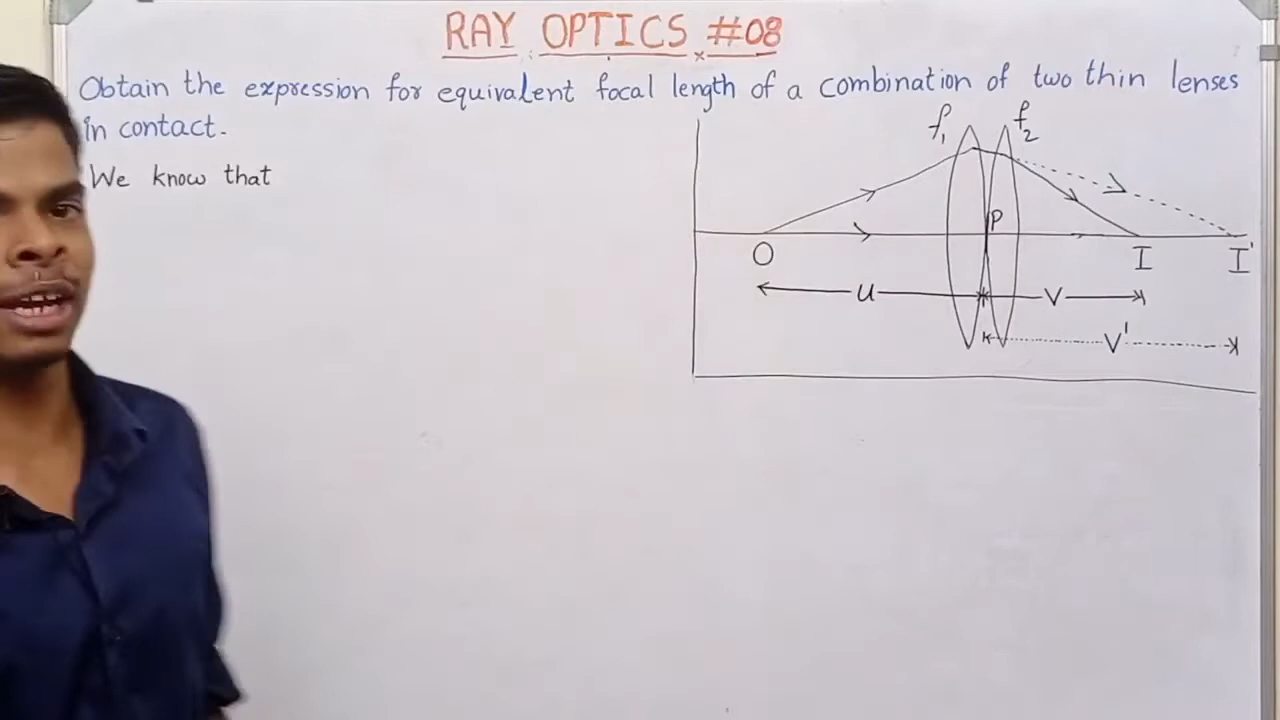 RAY OPTICS #08
Obtain the expression for equivalent focal length of a combination of two thin lenses
in contact.
We know that
f₁ f₂
P
O I I'
u v
v'